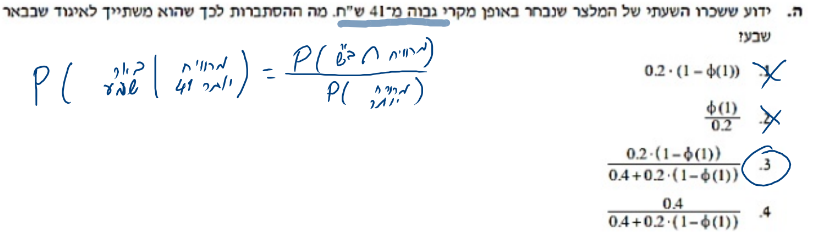 ה. ידוע ששכרו השעתי של המלצר שנבחר באופן מקרי גבוה מ־41 ש"ח. מה ההסתברות לכך שהוא משתייך לאיגוד שבבאר
שבע?
P( באר שבע | מרוויח יותר 41 ) = P( מרוויח ∩ ב"ש ) / P( מרוויח יותר )
.1 0.2·(1−ϕ(1))
.2 ϕ(1) / 0.2
.3 0.2·(1−ϕ(1)) / 0.4+0.2·(1−ϕ(1))
.4 0.4 / 0.4+0.2·(1−ϕ(1))